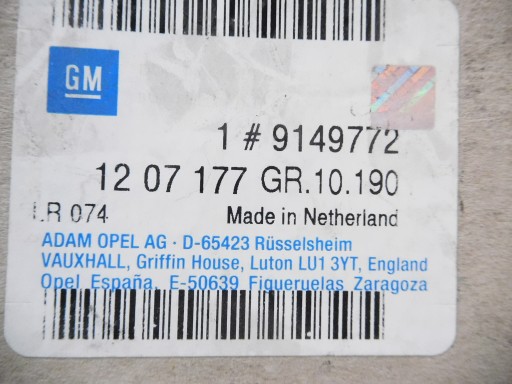 GM
1 # 9149772
12 07 177 GR.10.190
LR 074 Made in Netherland
ADAM OPEL AG · D-65423 Rüsselsheim
VAUXHALL, Griffin House, Luton LU1 3YT, England
Opel España, E-50639 Figueruelas Zaragoza